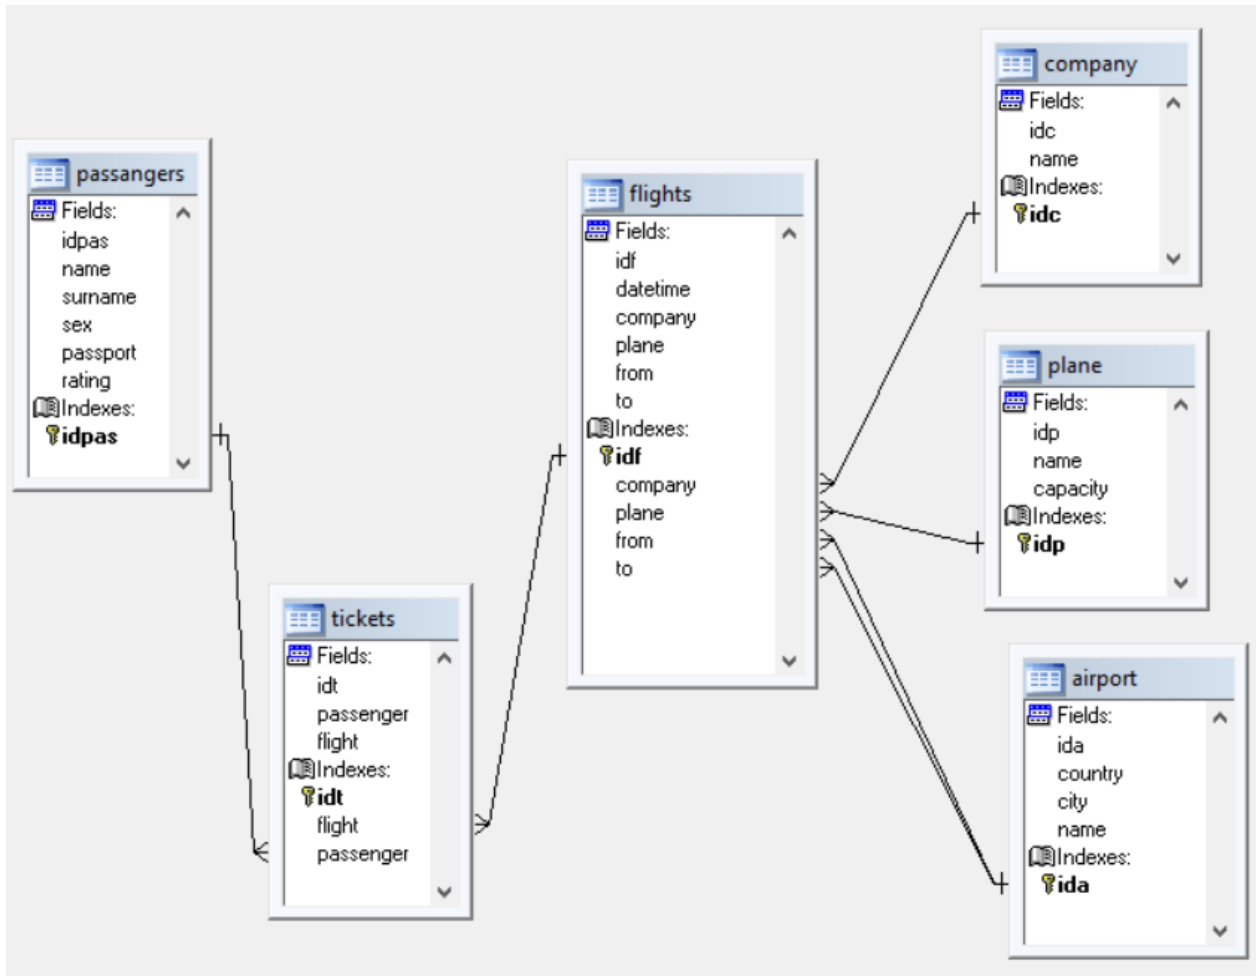 passangers
Fields:
idpas
name
surname
sex
passport
rating
Indexes:
idpas
tickets
Fields:
idt
passenger
flight
Indexes:
idt
flight
passenger
flights
Fields:
idf
datetime
company
plane
from
to
Indexes:
idf
company
plane
from
to
company
Fields:
idc
name
Indexes:
idc
plane
Fields:
idp
name
capacity
Indexes:
idp
airport
Fields:
ida
country
city
name
Indexes:
ida